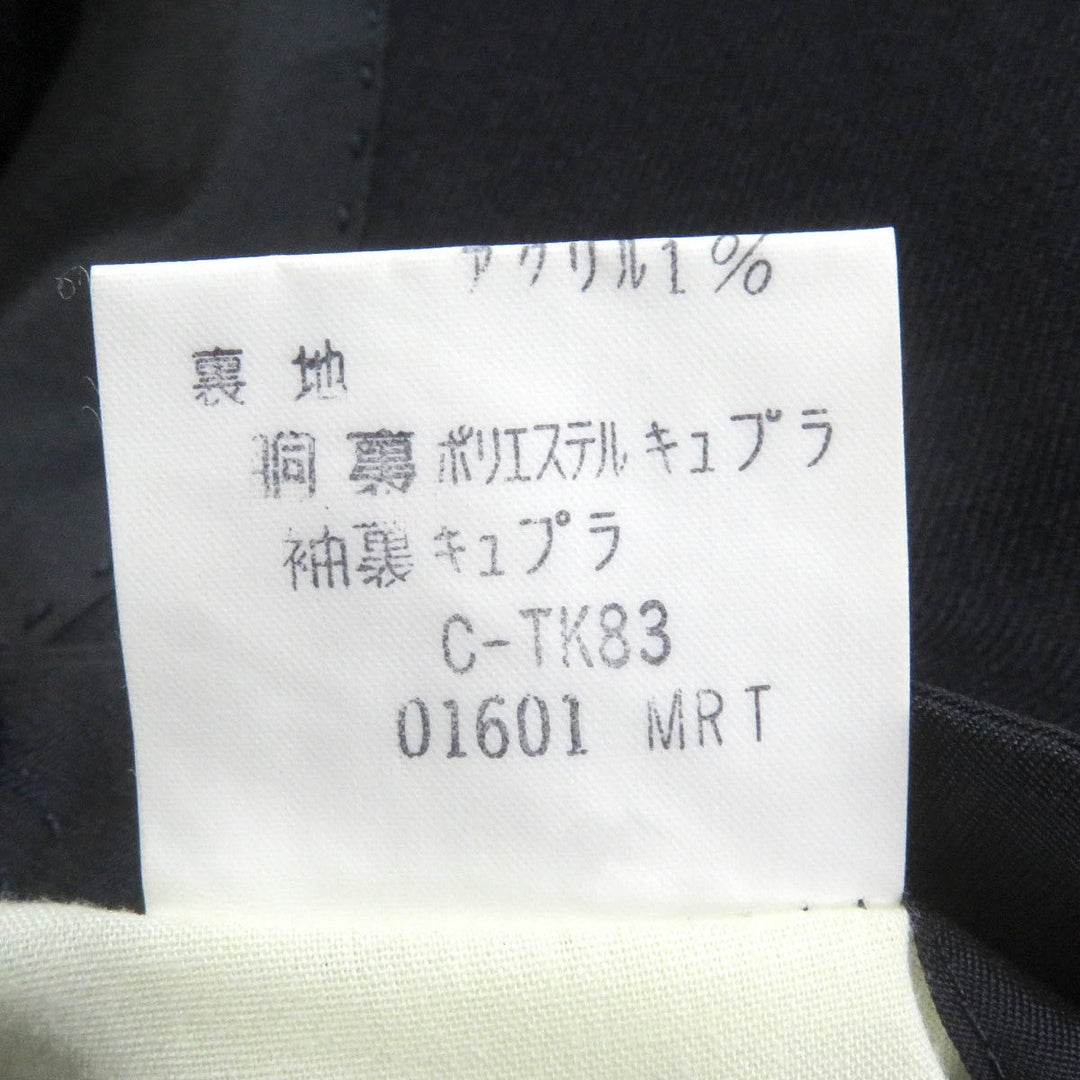 アクリル1%
裏地
胴裏 ポリエステル キュプラ
袖裏 キュプラ
C-TK83
01601 MRT